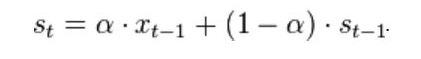 s_t = α · x_{t−1} + (1 − α) · s_{t−1}.